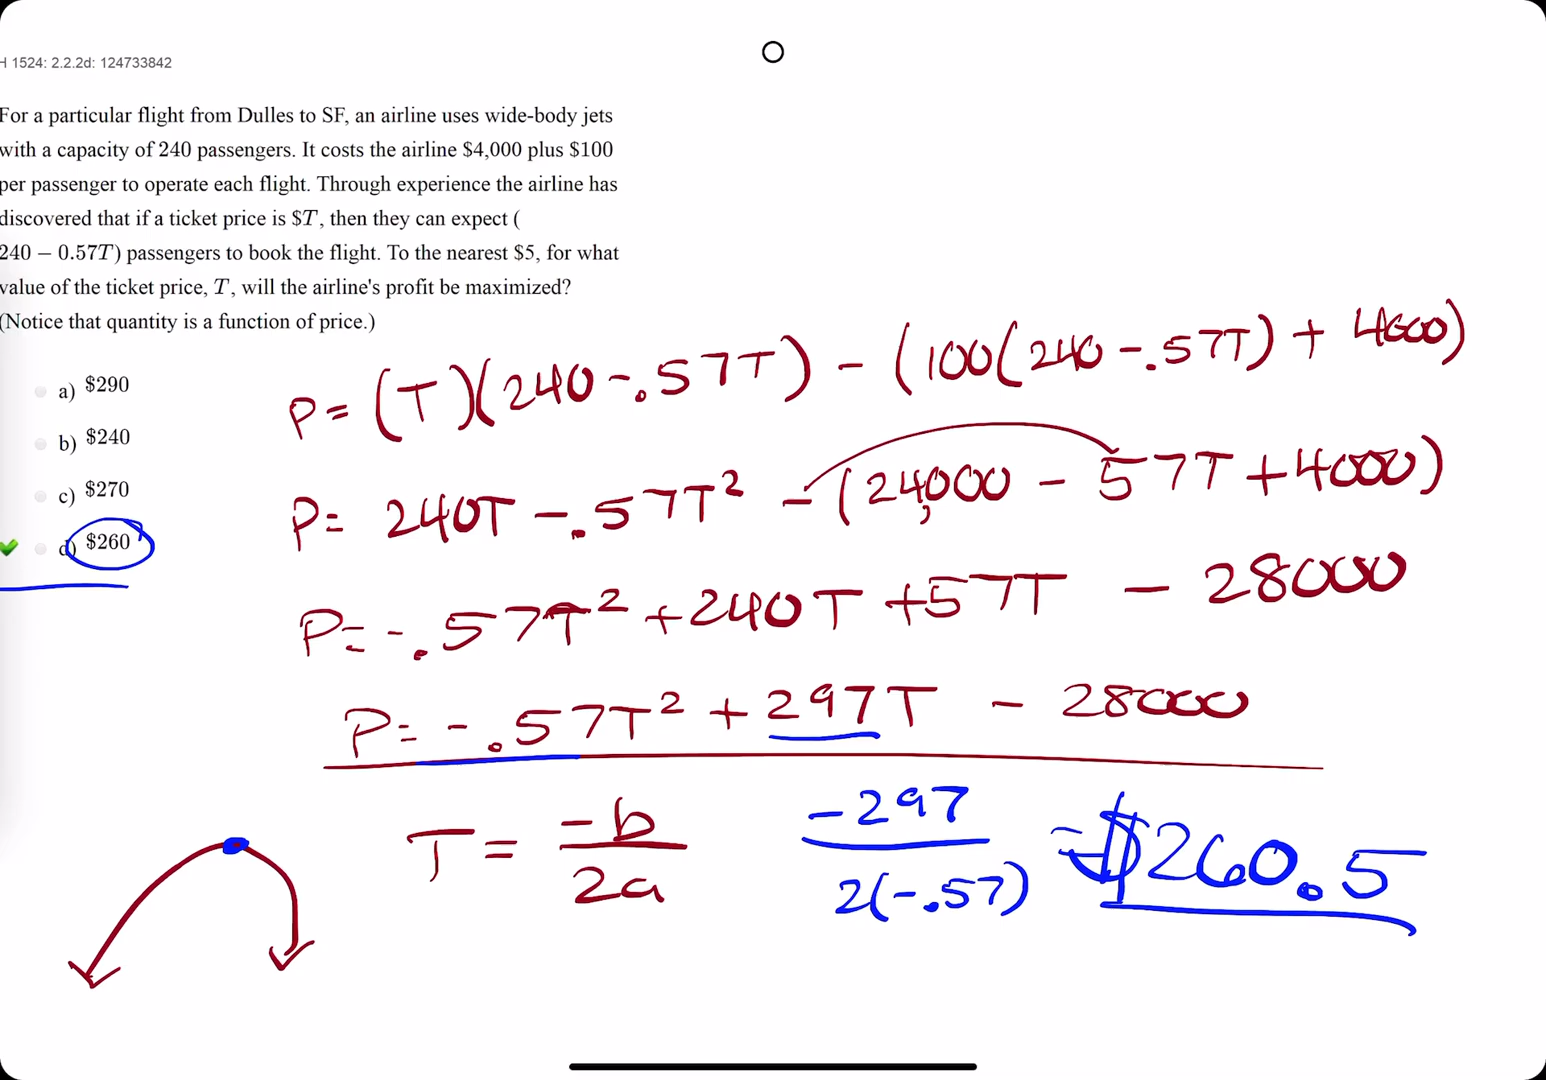 H 1524: 2.2.2d: 124733842
For a particular flight from Dulles to SF, an airline uses wide-body jets
with a capacity of 240 passengers. It costs the airline $4,000 plus $100
per passenger to operate each flight. Through experience the airline has
discovered that if a ticket price is $T, then they can expect (
240 − 0.57T) passengers to book the flight. To the nearest $5, for what
value of the ticket price, T, will the airline's profit be maximized?
(Notice that quantity is a function of price.)
a) $290
b) $240
c) $270
d) $260
P = (T)(240 - .57T) - (100(240 - .57T) + 4000)
P = 240T - .57T² - (24,000 - 57T + 4000)
P = -.57T² + 240T + 57T - 28000
P = -.57T² + 297T - 28000
T = -b/2a -297/2(-.57) = $260.5